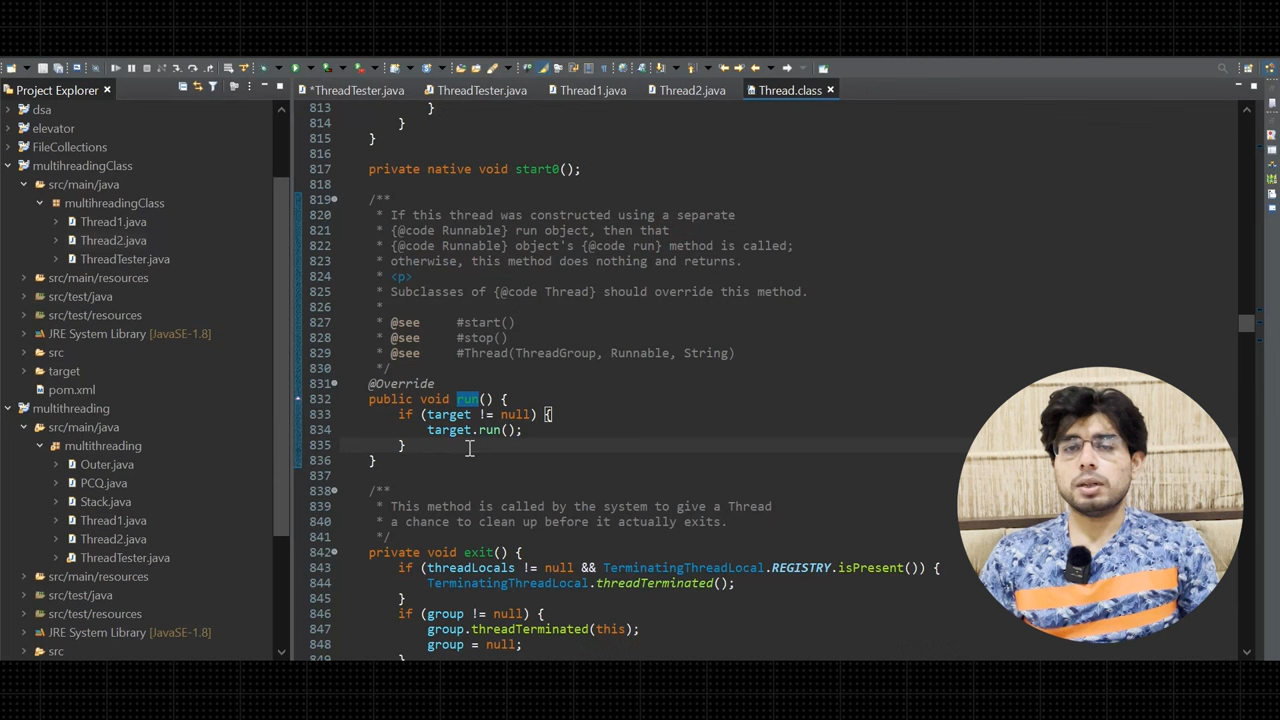 Project Explorer
*ThreadTester.java
ThreadTester.java
Thread1.java
Thread2.java
Thread.class
dsa
elevator
FileCollections
multihreadingClass
src/main/java
multihreadingClass
Thread1.java
Thread2.java
ThreadTester.java
src/main/resources
src/test/java
src/test/resources
JRE System Library [JavaSE-1.8]
src
target
pom.xml
multithreading
src/main/java
multithreading
Outer.java
PCQ.java
Stack.java
Thread1.java
Thread2.java
ThreadTester.java
src/main/resources
src/test/java
src/test/resources
JRE System Library [JavaSE-1.8]
src
813 }
814 }
815 }
816
817 private native void start0();
818
819 /**
820 * If this thread was constructed using a separate
821 * {@code Runnable} run object, then that
822 * {@code Runnable} object's {@code run} method is called;
823 * otherwise, this method does nothing and returns.
824 * <p>
825 * Subclasses of {@code Thread} should override this method.
826 *
827 * @see #start()
828 * @see #stop()
829 * @see #Thread(ThreadGroup, Runnable, String)
830 */
831 @Override
832 public void run() {
833 if (target != null) {
834 target.run();
835 }
836 }
837
838 /**
839 * This method is called by the system to give a Thread
840 * a chance to clean up before it actually exits.
841 */
842 private void exit() {
843 if (threadLocals != null && TerminatingThreadLocal.REGISTRY.isPresent()) {
844 TerminatingThreadLocal.threadTerminated();
845 }
846 if (group != null) {
847 group.threadTerminated(this);
848 group = null;
849 }